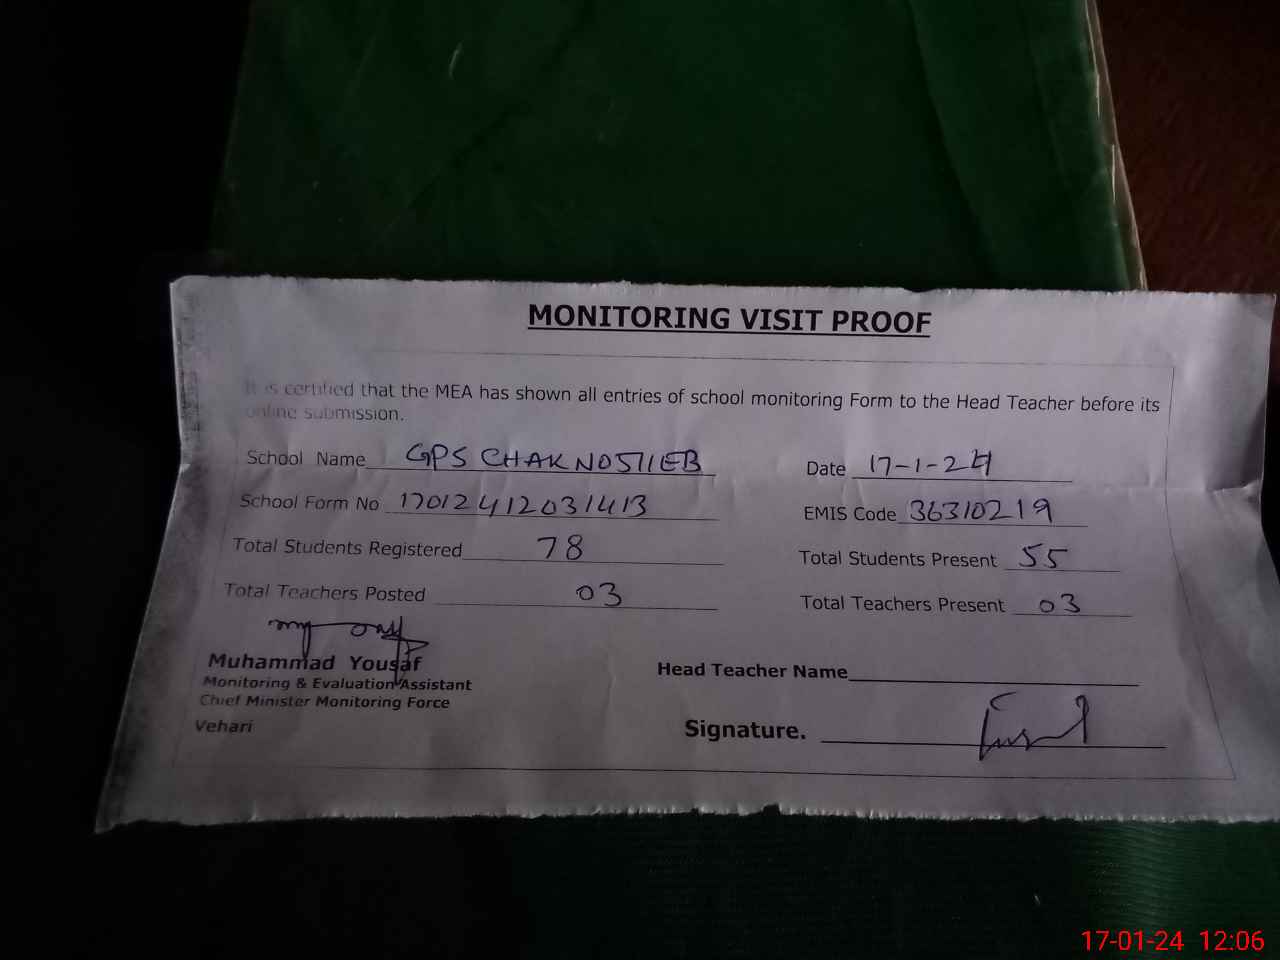 MONITORING VISIT PROOF
It is certified that the MEA has shown all entries of school monitoring Form to the Head Teacher before its
online submission.
School Name GPS CHAK NO 511EB Date 17-1-24
School Form No 17012412031413 EMIS Code 36310219
Total Students Registered 78 Total Students Present 55
Total Teachers Posted 03 Total Teachers Present 03
Muhammad Yousaf
Monitoring & Evaluation Assistant
Chief Minister Monitoring Force
Vehari
Head Teacher Name
Signature.
17-01-24 12:06